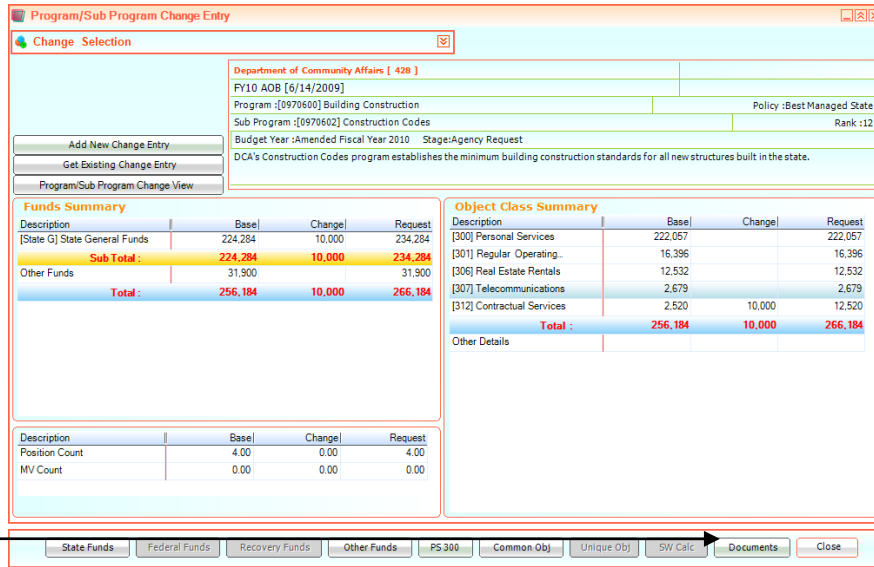 Program/Sub Program Change Entry
Change Selection
Department of Community Affairs [ 428 ]
FY10 AOB [6/14/2009]
Program :[0970600] Building Construction Policy :Best Managed State
Sub Program :[0970602] Construction Codes Rank :12
Budget Year :Amended Fiscal Year 2010 Stage:Agency Request
DCA's Construction Codes program establishes the minimum building construction standards for all new structures built in the state.
Add New Change Entry
Get Existing Change Entry
Program/Sub Program Change View
Funds Summary
Description Base Change Request
[State G] State General Funds 224,284 10,000 234,284
Sub Total : 224,284 10,000 234,284
Other Funds 31,900 31,900
Total : 256,184 10,000 266,184
Object Class Summary
Description Base Change Request
[300] Personal Services 222,057 222,057
[301] Regular Operating... 16,396 16,396
[306] Real Estate Rentals 12,532 12,532
[307] Telecommunications 2,679 2,679
[312] Contractual Services 2,520 10,000 12,520
Total : 256,184 10,000 266,184
Other Details
Description Base Change Request
Position Count 4.00 0.00 4.00
MV Count 0.00 0.00 0.00
State Funds Federal Funds Recovery Funds Other Funds PS 300 Common Obj Unique Obj SW Calc Documents Close